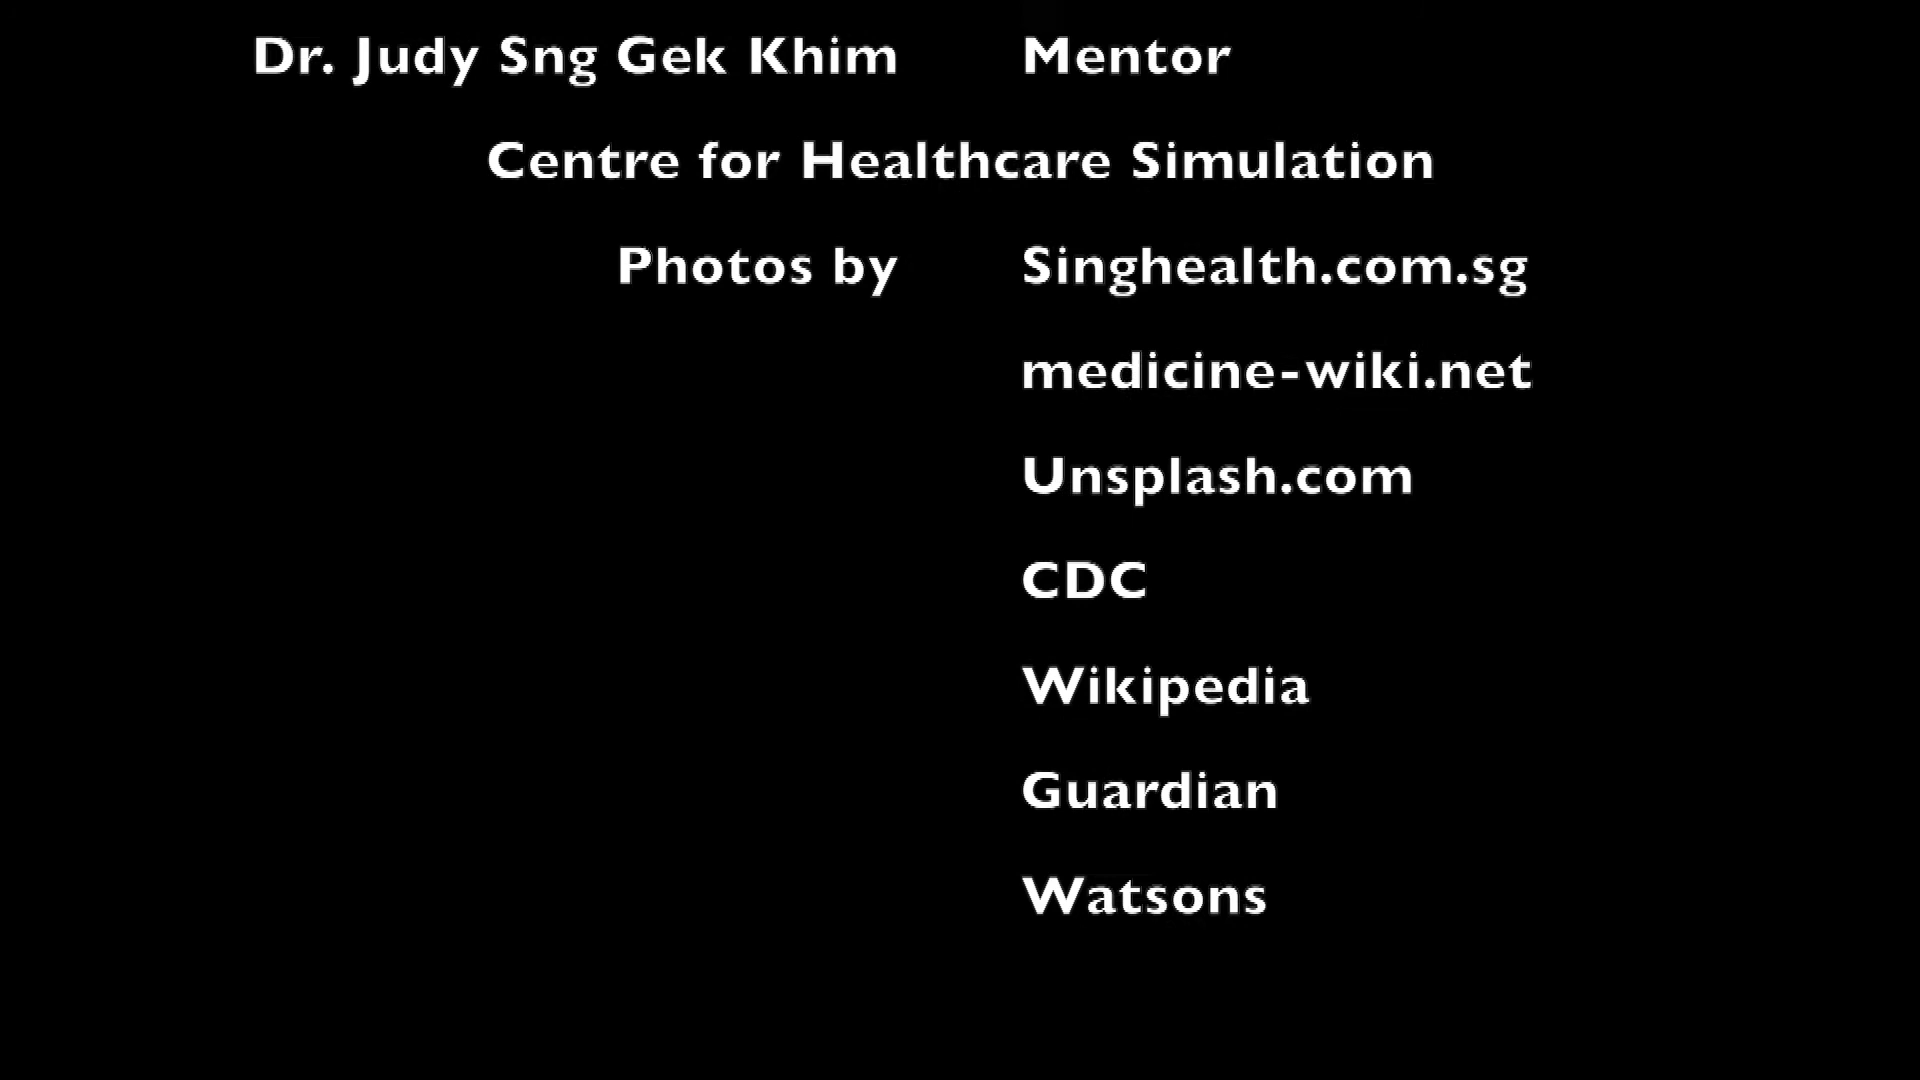 Dr. Judy Sng Gek Khim Mentor
Centre for Healthcare Simulation
Photos by Singhealth.com.sg
medicine-wiki.net
Unsplash.com
CDC
Wikipedia
Guardian
Watsons